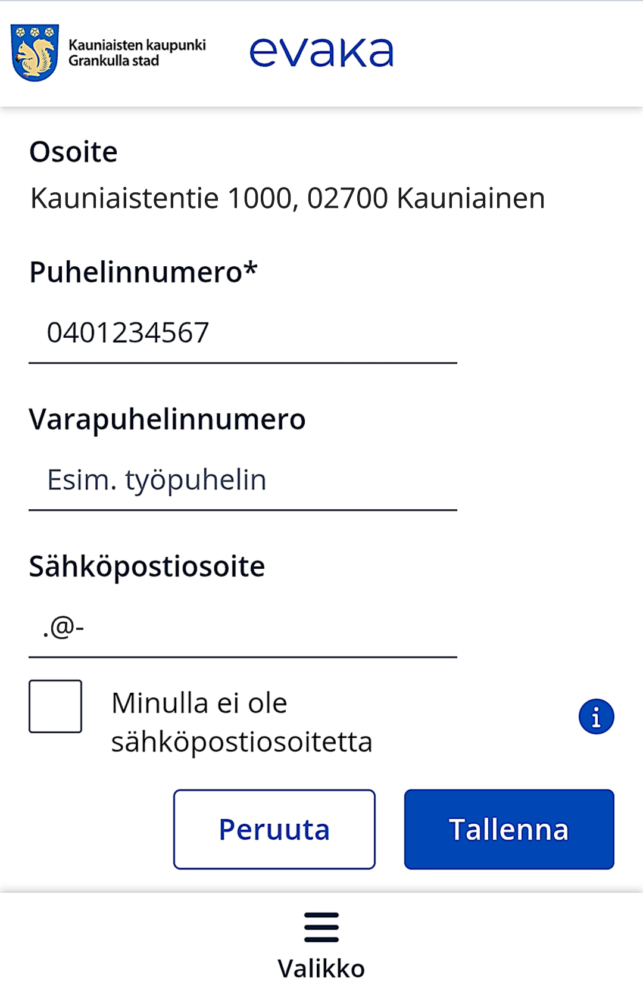 Kauniaisten kaupunki
Grankulla stad
evaka
Osoite
Kauniaistentie 1000, 02700 Kauniainen
Puhelinnumero*
0401234567
Varapuhelinnumero
Esim. työpuhelin
Sähköpostiosoite
.@-
Minulla ei ole
sähköpostiosoitetta
Peruuta
Tallenna
Valikko